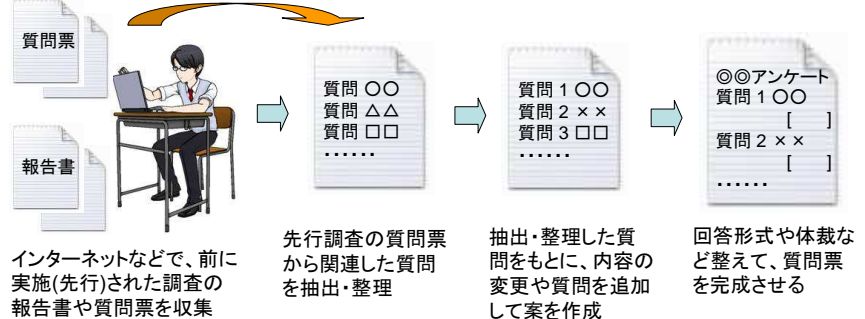 質問票
報告書
インターネットなどで、前に
実施(先行)された調査の
報告書や質問票を収集
質問 〇〇
質問 △△
質問 □□
・・・・・・
先行調査の質問票
から関連した質問
を抽出・整理
質問 1 〇〇
質問 2 ××
質問 3 □□
・・・・・・
抽出・整理した質
問をもとに、内容の
変更や質問を追加
して案を作成
◎◎アンケート
質問 1 〇〇
[ ]
質問 2 ××
[ ]
・・・・・・
回答形式や体裁な
ど整えて、質問票
を完成させる